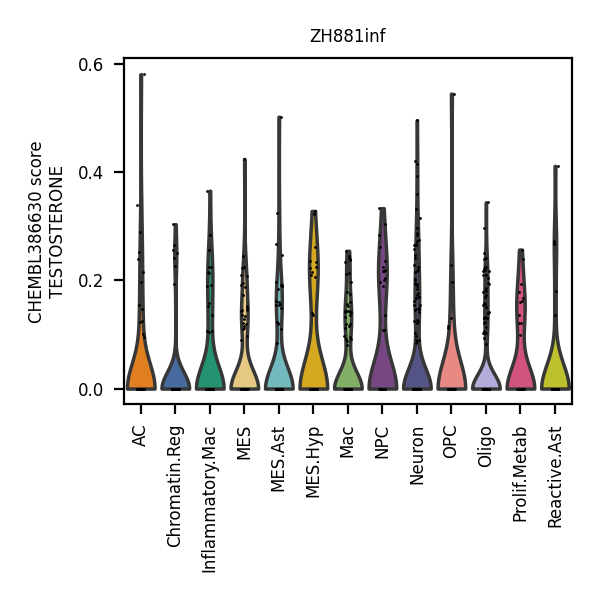 ZH881inf
CHEMBL386630 score
TESTOSTERONE
0.6
0.4
0.2
0.0
AC
Chromatin.Reg
Inflammatory.Mac
MES
MES.Ast
MES.Hyp
Mac
NPC
Neuron
OPC
Oligo
Prolif.Metab
Reactive.Ast